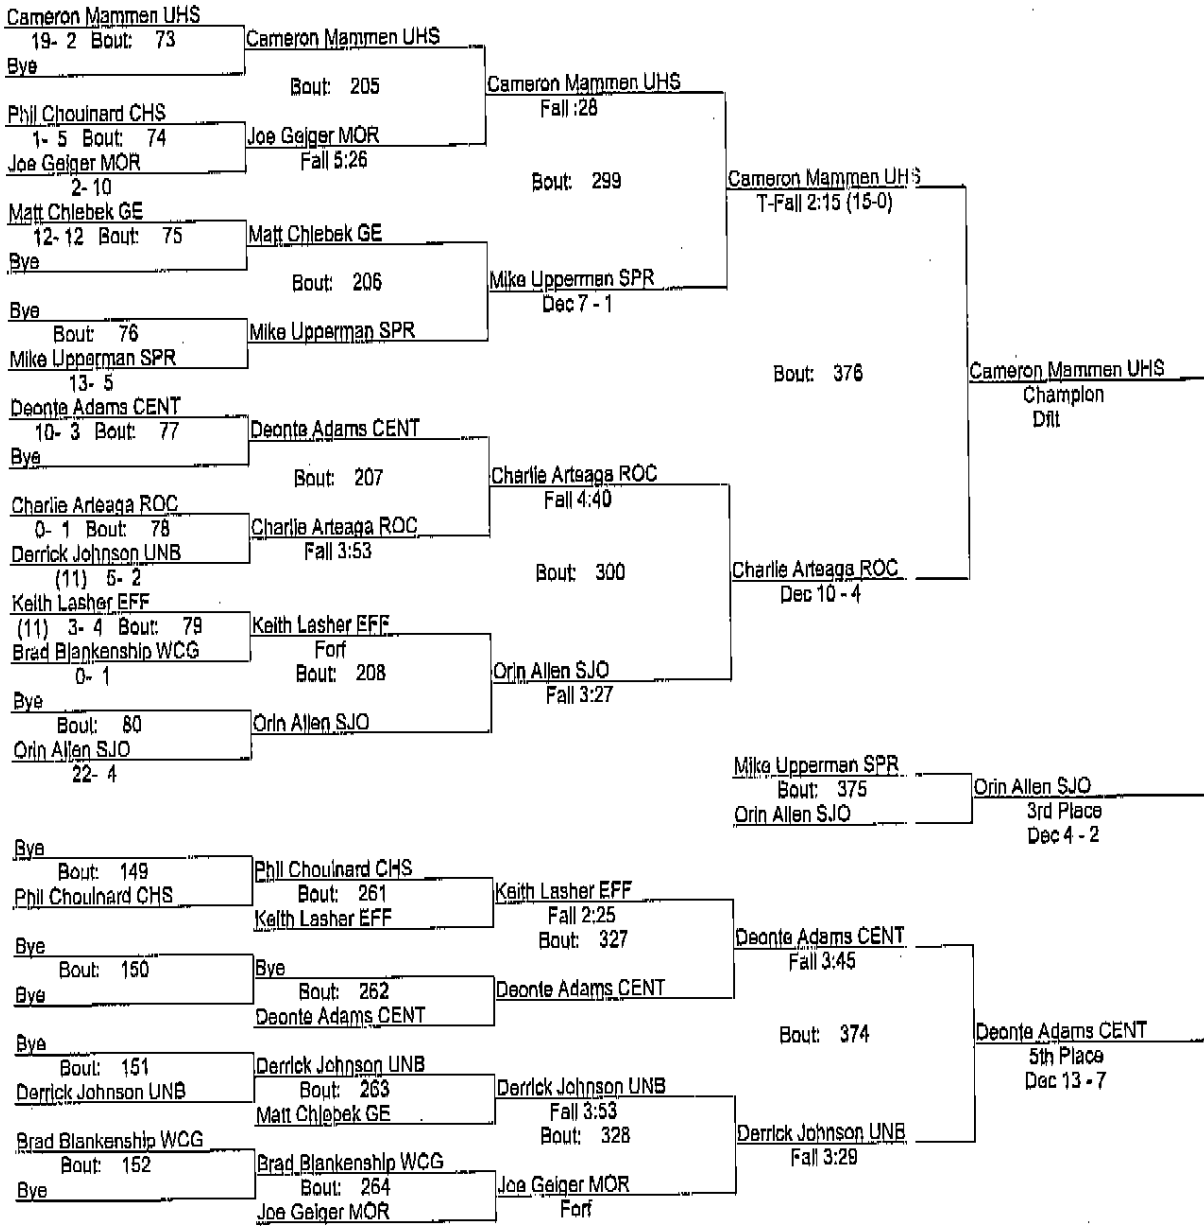 Cameron Mammen UHS
19- 2 Bout: 73
Bye
Cameron Mammen UHS
Bout: 205
Phil Chouinard CHS
1- 5 Bout: 74
Joe Geiger MOR
2- 10
Joe Geiger MOR
Fall 5:26
Cameron Mammen UHS
Fall :28
Bout: 299
Matt Chlebek GE
12- 12 Bout: 75
Bye
Matt Chlebek GE
Bout: 206
Bye
Bout: 76
Mike Upperman SPR
13- 5
Mike Upperman SPR
Mike Upperman SPR
Dec 7 - 1
Cameron Mammen UHS
T-Fall 2:15 (15-0)
Bout: 376
Deonte Adams CENT
10- 3 Bout: 77
Bye
Deonte Adams CENT
Bout: 207
Charlie Arteaga ROC
0- 1 Bout: 78
Derrick Johnson UNB
(11) 5- 2
Charlie Arteaga ROC
Fall 3:53
Charlie Arteaga ROC
Fall 4:40
Bout: 300
Keith Lasher EFF
(11) 3- 4 Bout: 79
Brad Blankenship WCG
0- 1
Keith Lasher EFF
Forf
Bout: 208
Bye
Bout: 80
Orin Allen SJO
22- 4
Orin Allen SJO
Orin Allen SJO
Fall 3:27
Charlie Arteaga ROC
Dec 10 - 4
Cameron Mammen UHS
Champion
Dflt
Mike Upperman SPR
Bout: 375
Orin Allen SJO
Orin Allen SJO
3rd Place
Dec 4 - 2
Bye
Bout: 149
Phil Chouinard CHS
Phil Chouinard CHS
Bout: 261
Keith Lasher EFF
Keith Lasher EFF
Fall 2:25
Bout: 327
Bye
Bout: 150
Bye
Bye
Bout: 262
Deonte Adams CENT
Deonte Adams CENT
Deonte Adams CENT
Fall 3:45
Bout: 374
Bye
Bout: 151
Derrick Johnson UNB
Derrick Johnson UNB
Bout: 263
Matt Chlebek GE
Derrick Johnson UNB
Fall 3:53
Bout: 328
Brad Blankenship WCG
Bout: 152
Bye
Brad Blankenship WCG
Bout: 264
Joe Geiger MOR
Joe Geiger MOR
Forf
Derrick Johnson UNB
Fall 3:29
Deonte Adams CENT
5th Place
Dec 13 - 7